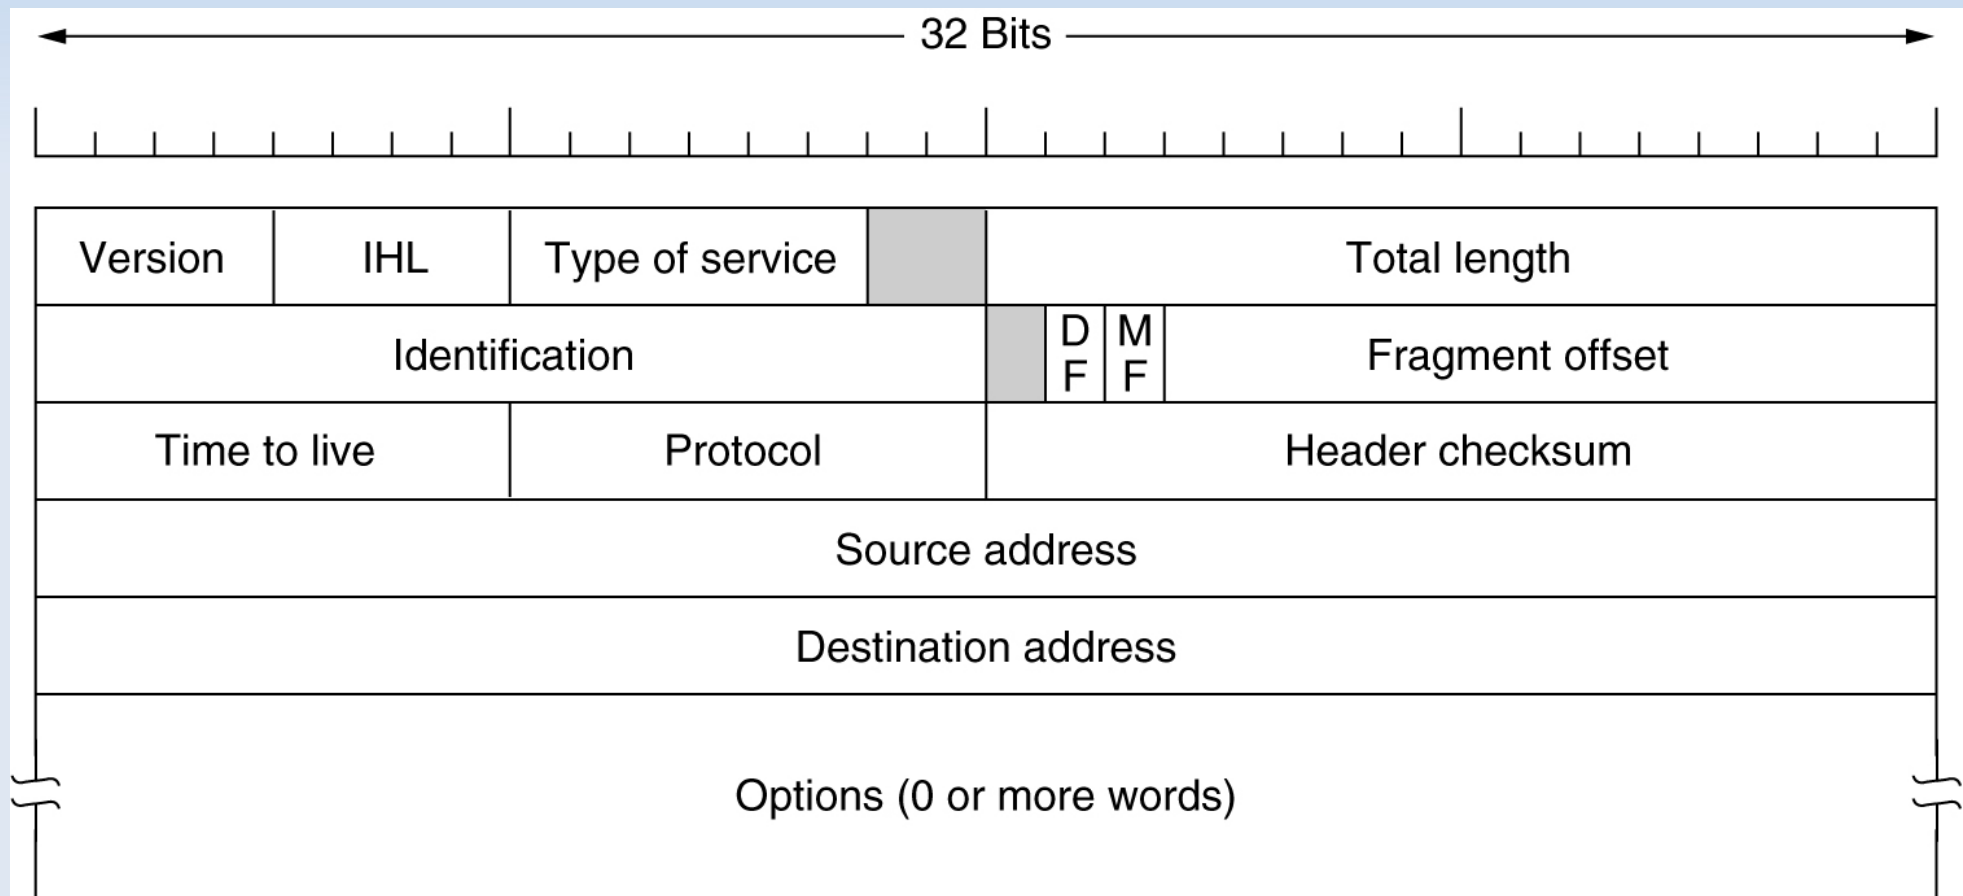 32 Bits
Version IHL Type of service Total length
Identification D F M F Fragment offset
Time to live Protocol Header checksum
Source address
Destination address
Options (0 or more words)